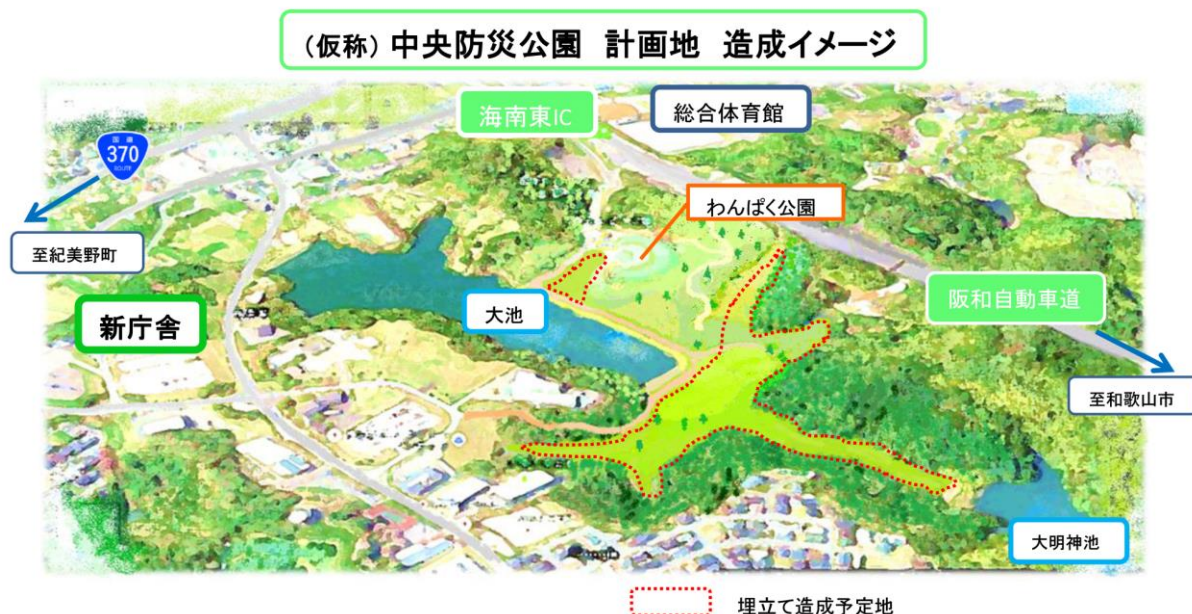 （仮称）中央防災公園 計画地 造成イメージ
海南東IC
総合体育館
国道
370
ROUTE
わんぱく公園
至紀美野町
新庁舎
大池
阪和自動車道
至和歌山市
大明神池
埋立て造成予定地